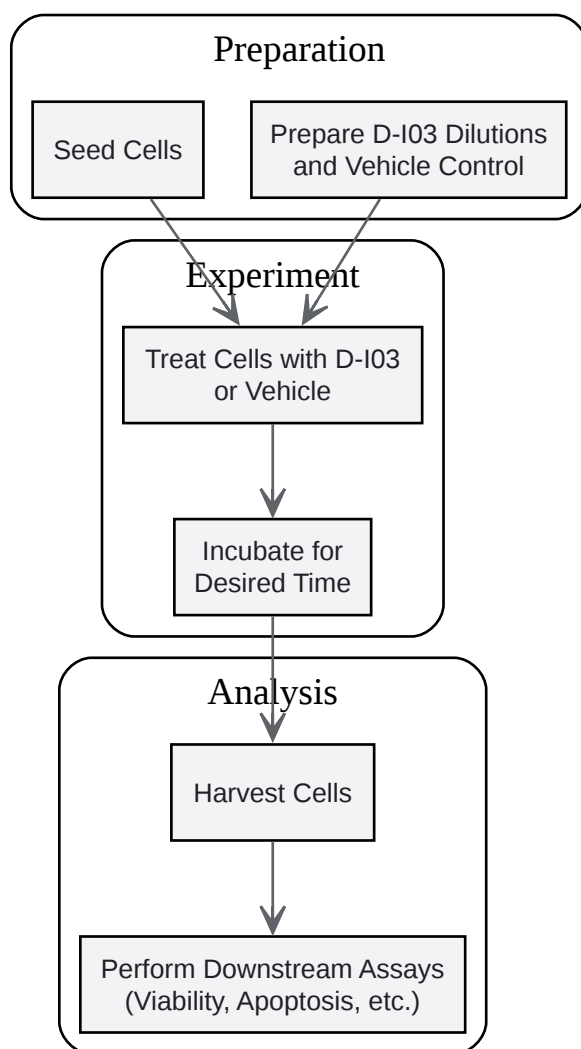 Preparation
Seed Cells
Prepare D-I03 Dilutions
and Vehicle Control
Experiment
Treat Cells with D-I03
or Vehicle
Incubate for
Desired Time
Analysis
Harvest Cells
Perform Downstream Assays
(Viability, Apoptosis, etc.)